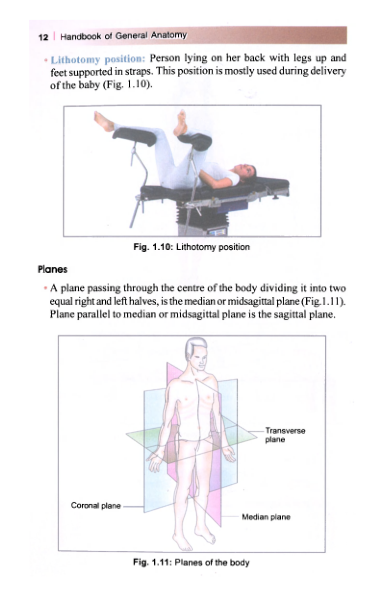 12 | Handbook of General Anatomy
• Lithotomy position: Person lying on her back with legs up and
feet supported in straps. This position is mostly used during delivery
of the baby (Fig. 1.10).
Fig. 1.10: Lithotomy position
Planes
• A plane passing through the centre of the body dividing it into two
equal right and left halves, is the median or midsagittal plane (Fig.1.11).
Plane parallel to median or midsagittal plane is the sagittal plane.
Transverse
plane
Coronal plane
Median plane
Fig. 1.11: Planes of the body